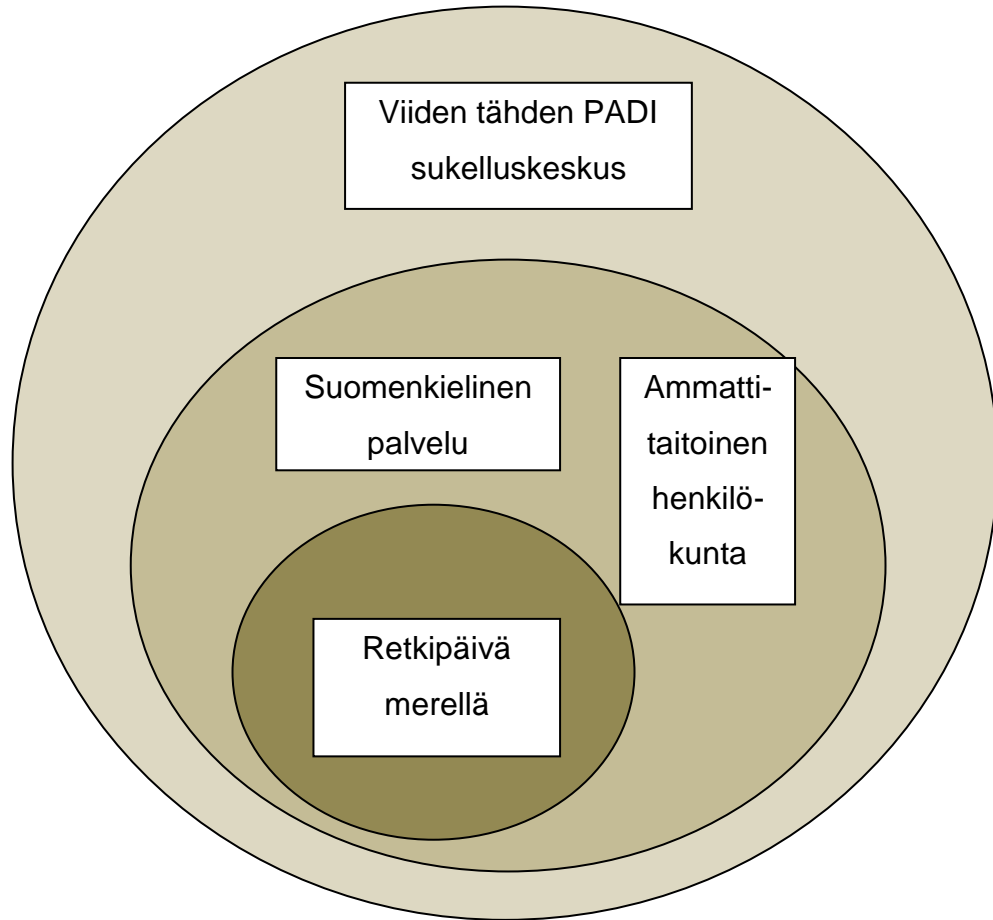 Viiden tähden PADI
sukelluskeskus
Suomenkielinen
palvelu
Ammatti-
taitoinen
henkilö-
kunta
Retkipäivä
merellä